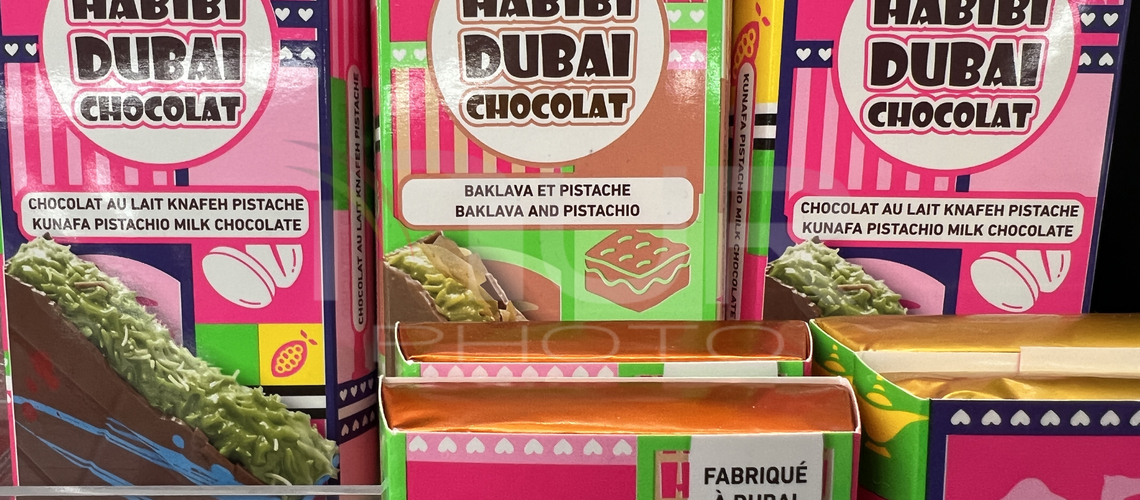 HABIBI
DUBAI
CHOCOLAT
CHOCOLAT AU LAIT KNAFEH PISTACHE
KUNAFA PISTACHIO MILK CHOCOLATE
CHOCOLAT AU LAIT KNAFEH PISTACHE
HABIBI
DUBAI
CHOCOLAT
BAKLAVA ET PISTACHE
BAKLAVA AND PISTACHIO
KUNAFA PISTACHIO MILK CHOCOLATE
HABIBI
DUBAI
CHOCOLAT
CHOCOLAT AU LAIT KNAFEH PISTACHE
KUNAFA PISTACHIO MILK CHOCOLATE
PHOTO
FABRIQUÉ
À DUBAI